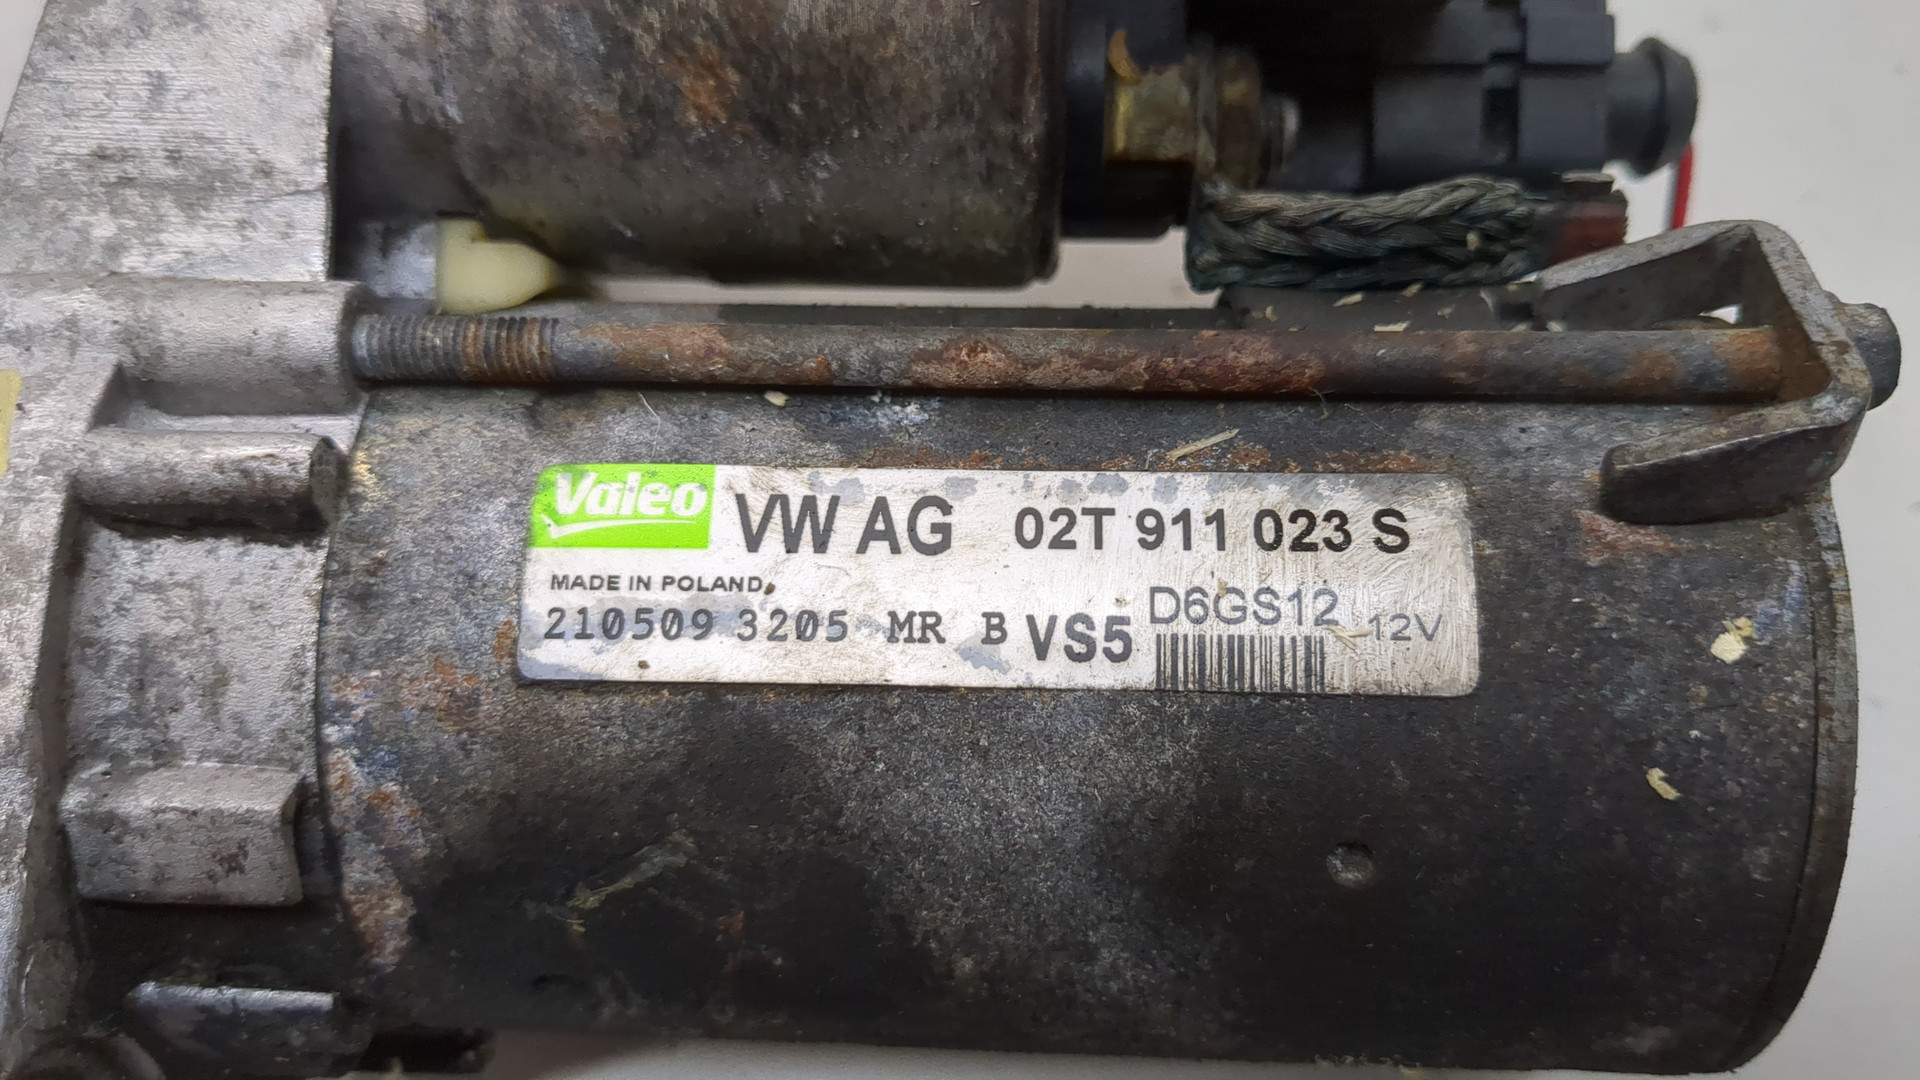 Valeo VW AG 02T 911 023 S
MADE IN POLAND
210509 3205 MR B VS5 D6GS12 12V